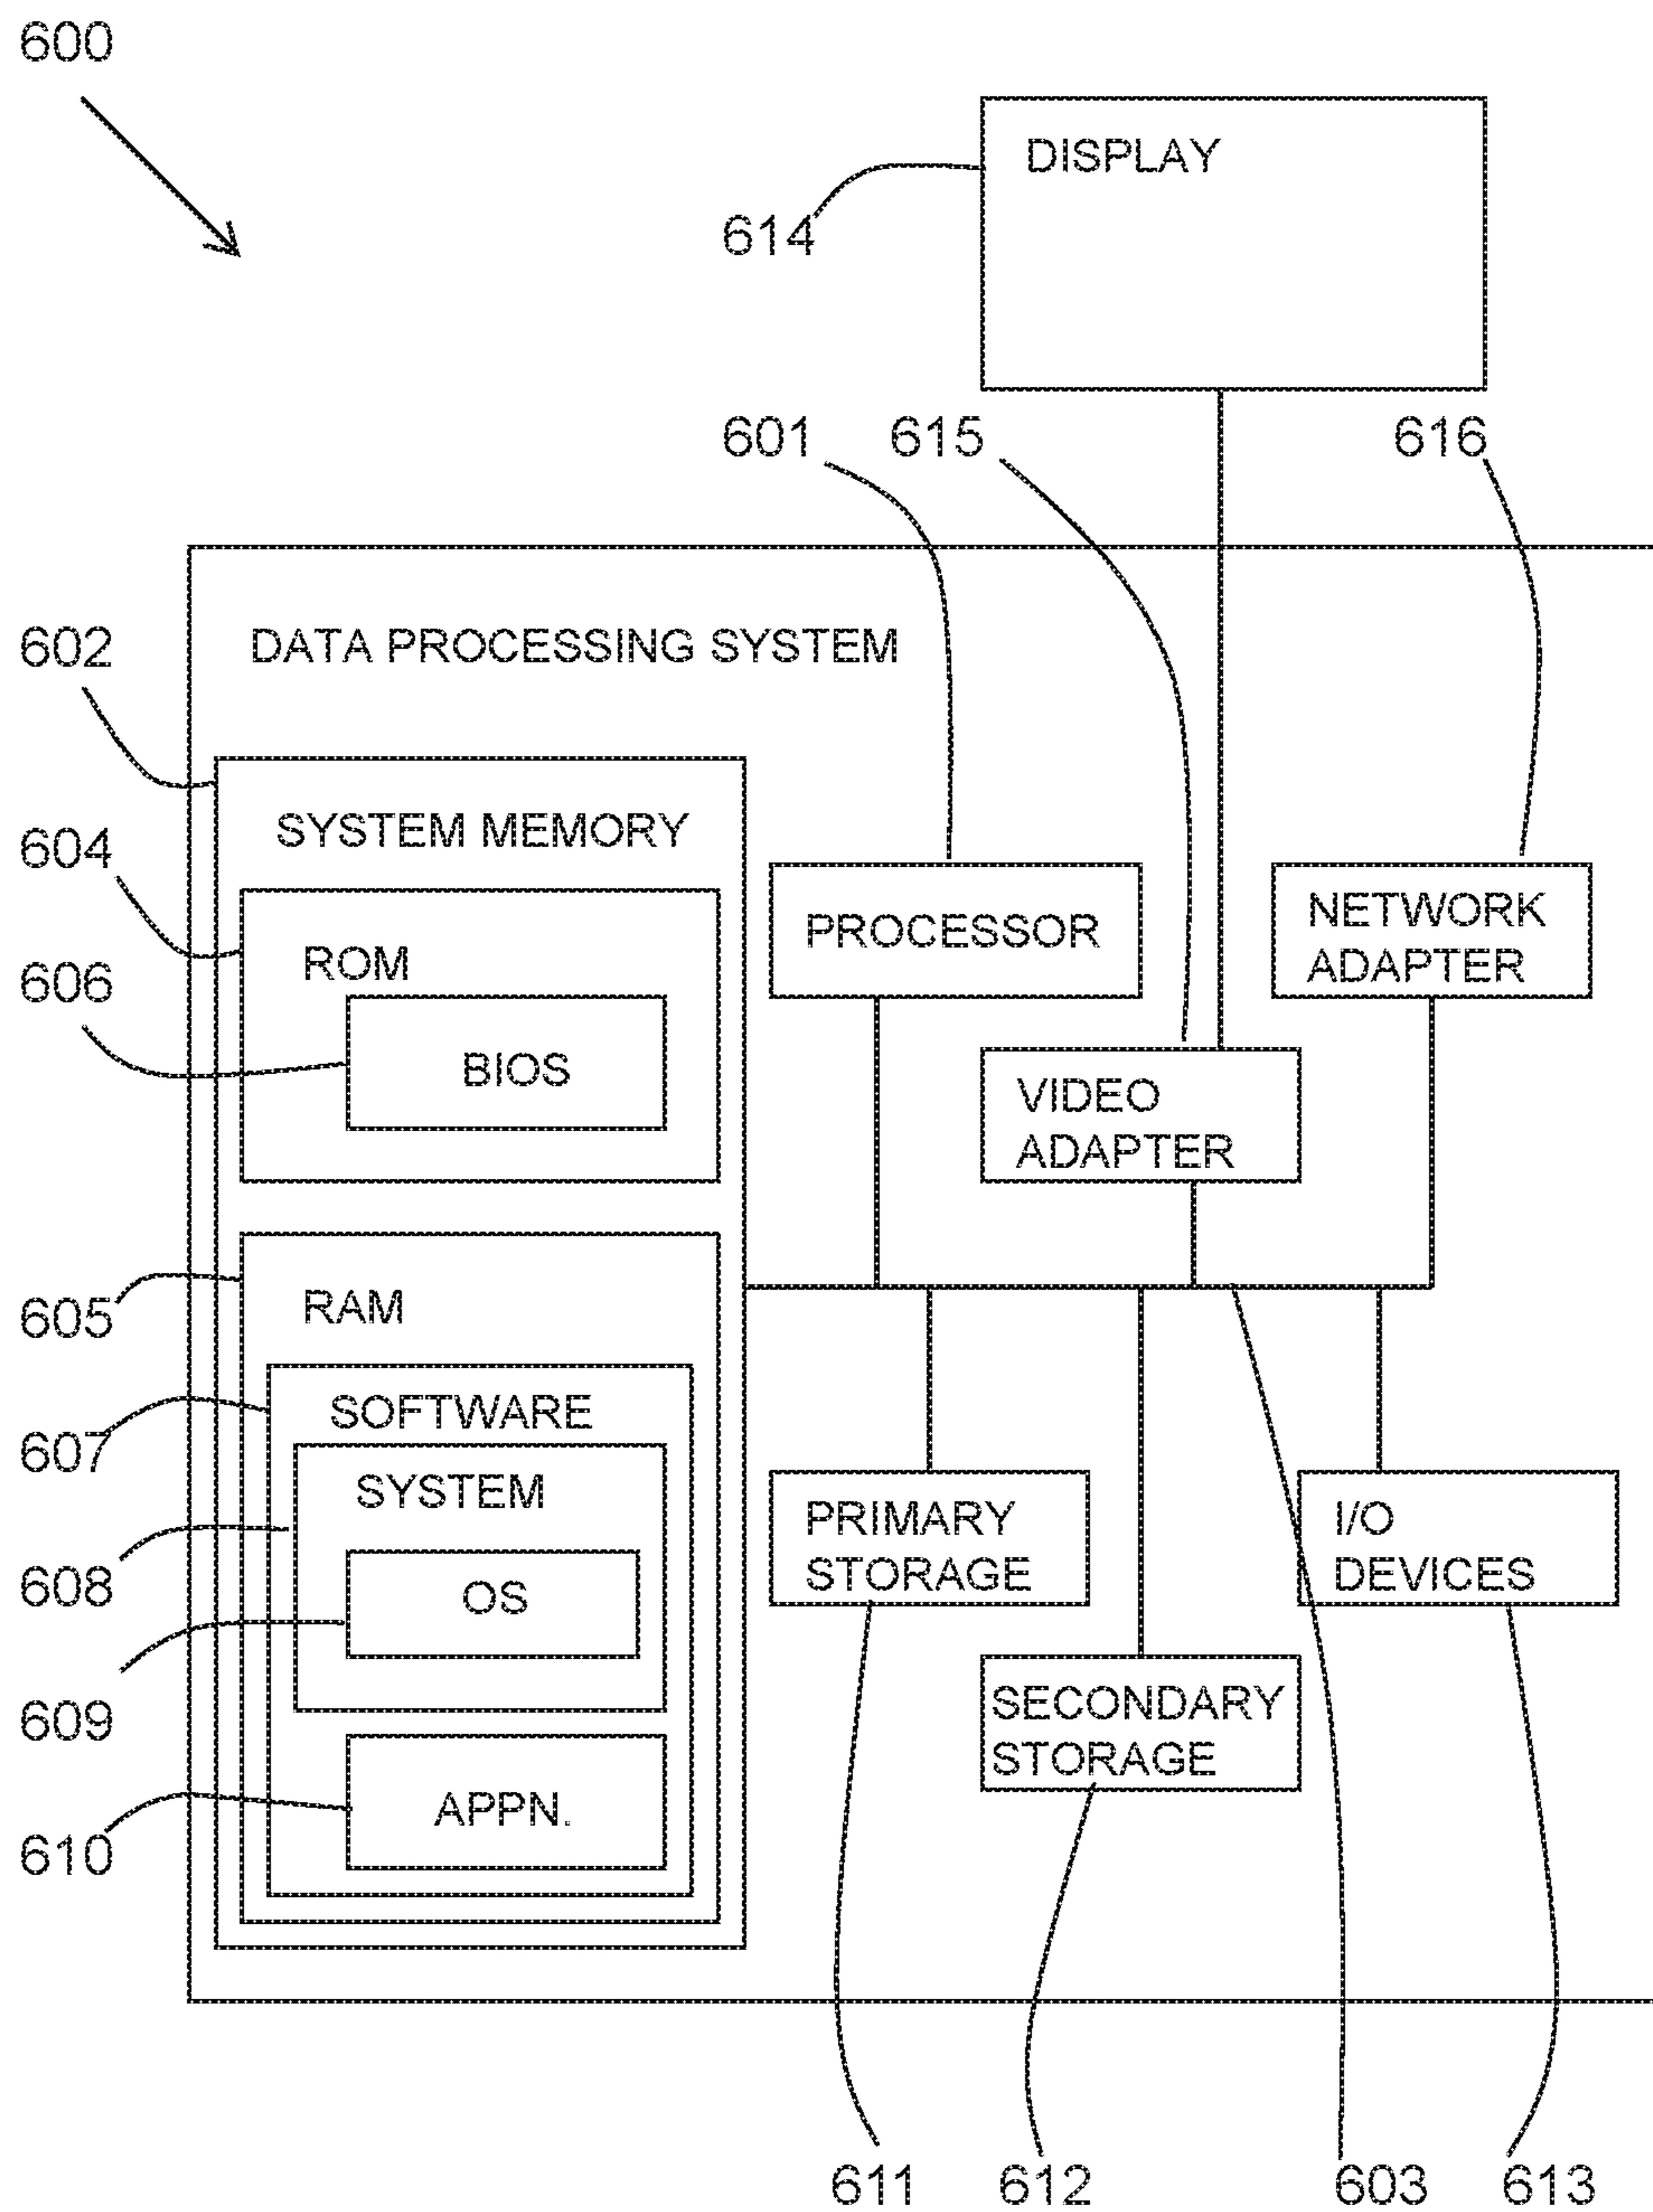 600
DISPLAY
614
601
615
616
602
DATA PROCESSING SYSTEM
SYSTEM MEMORY
604
ROM
606
BIOS
PROCESSOR
NETWORK
ADAPTER
VIDEO
ADAPTER
605
RAM
607
SOFTWARE
SYSTEM
608
OS
609
APPN.
610
PRIMARY
STORAGE
I/O
DEVICES
SECONDARY
STORAGE
611
612
603
613